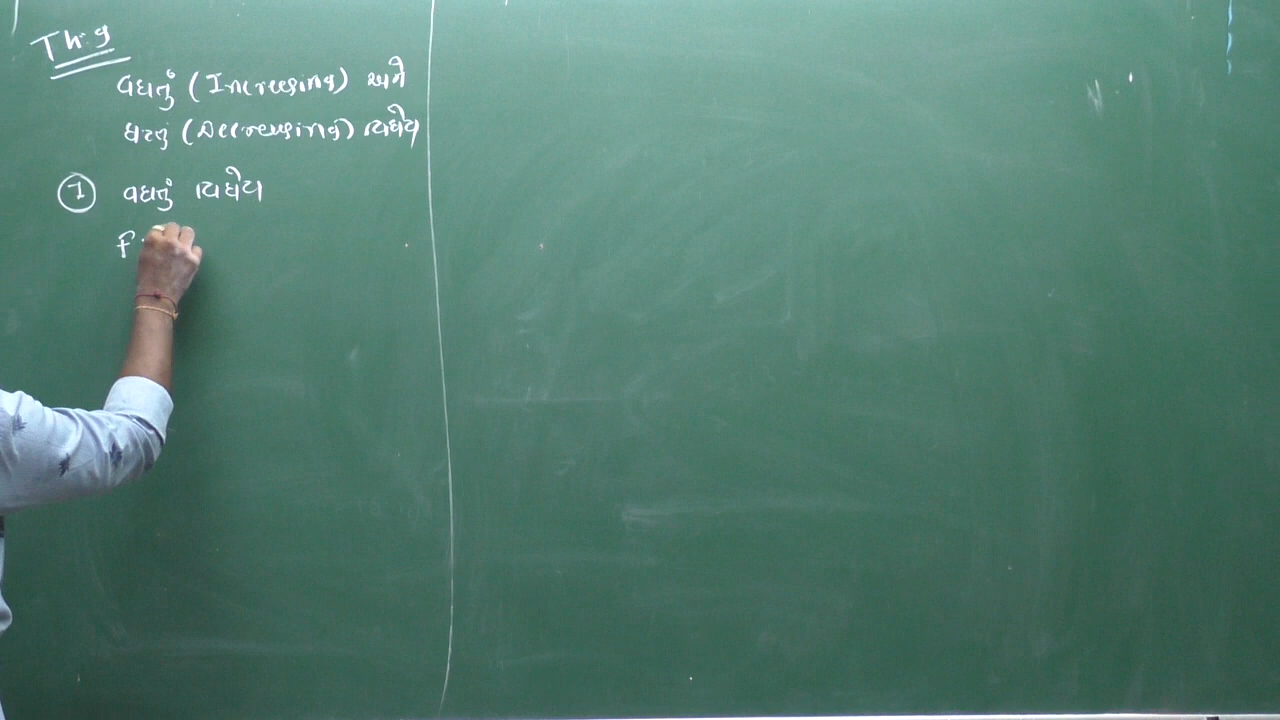 Th. 9
વધતું (Increasing) અને
ઘટતું (Decreasing) વિધેય
① વધતું વિધેય
f